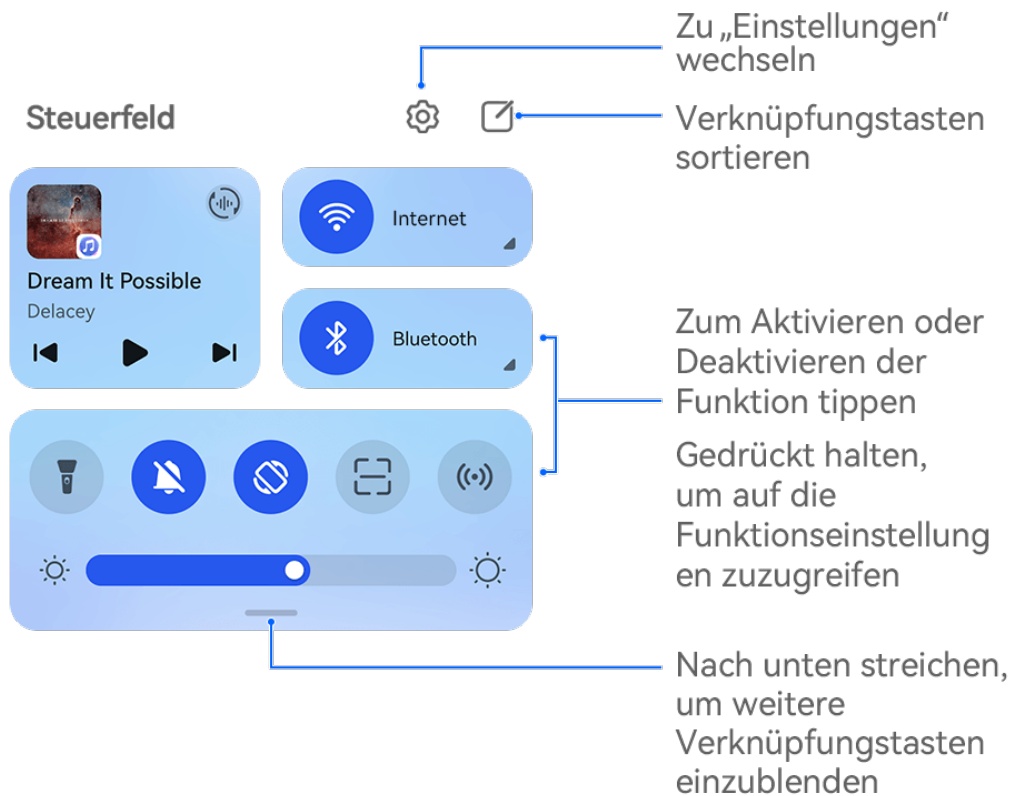 Zu „Einstellungen“
wechseln
Steuerfeld
Verknüpfungstasten
sortieren
Internet
Dream It Possible
Delacey
Bluetooth
Zum Aktivieren oder
Deaktivieren der
Funktion tippen
Gedrückt halten,
um auf die
Funktionseinstellung
en zuzugreifen
Nach unten streichen,
um weitere
Verknüpfungstasten
einzublenden